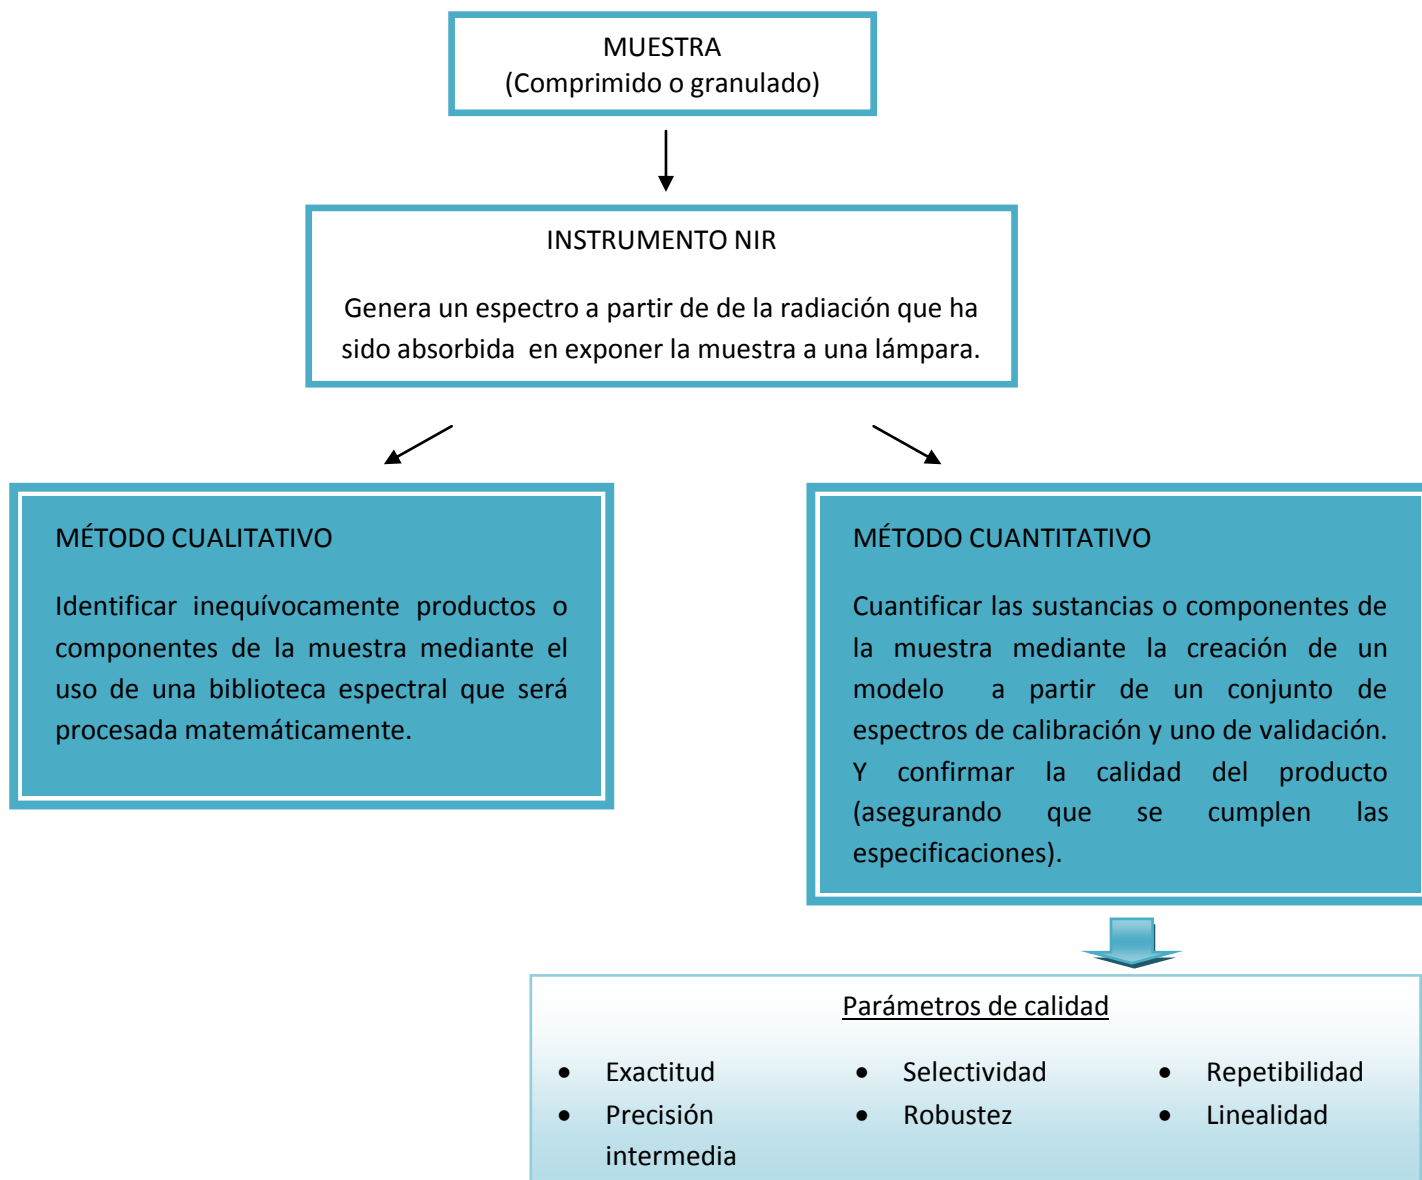 MUESTRA
(Comprimido o granulado)
INSTRUMENTO NIR
Genera un espectro a partir de de la radiación que ha
sido absorbida en exponer la muestra a una lámpara.
MÉTODO CUALITATIVO
Identificar inequívocamente productos o
componentes de la muestra mediante el
uso de una biblioteca espectral que será
procesada matemáticamente.
MÉTODO CUANTITATIVO
Cuantificar las sustancias o componentes de
la muestra mediante la creación de un
modelo a partir de un conjunto de
espectros de calibración y uno de validación.
Y confirmar la calidad del producto
(asegurando que se cumplen las
especificaciones).
Parámetros de calidad
• Exactitud
• Precisión
intermedia
• Selectividad
• Robustez
• Repetibilidad
• Linealidad